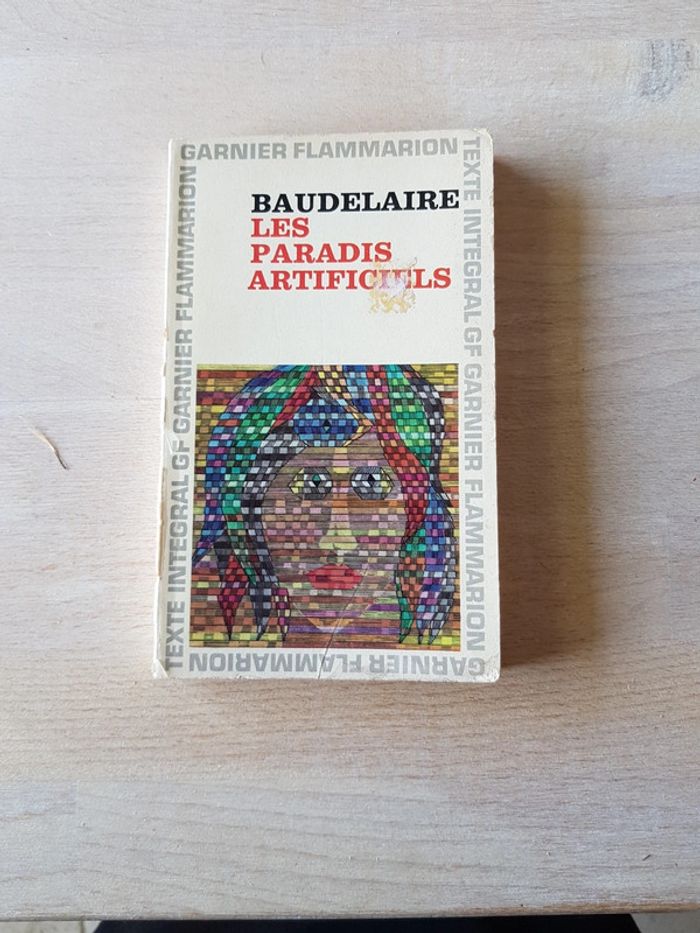 GARNIER FLAMMARION
TEXTE INTEGRAL GF GARNIER FLAMMARION
BAUDELAIRE
LES
PARADIS
ARTIFICIELS
TEXTE INTEGRAL GF GARNIER FLAMMARION
GARNIER FLAMMARION